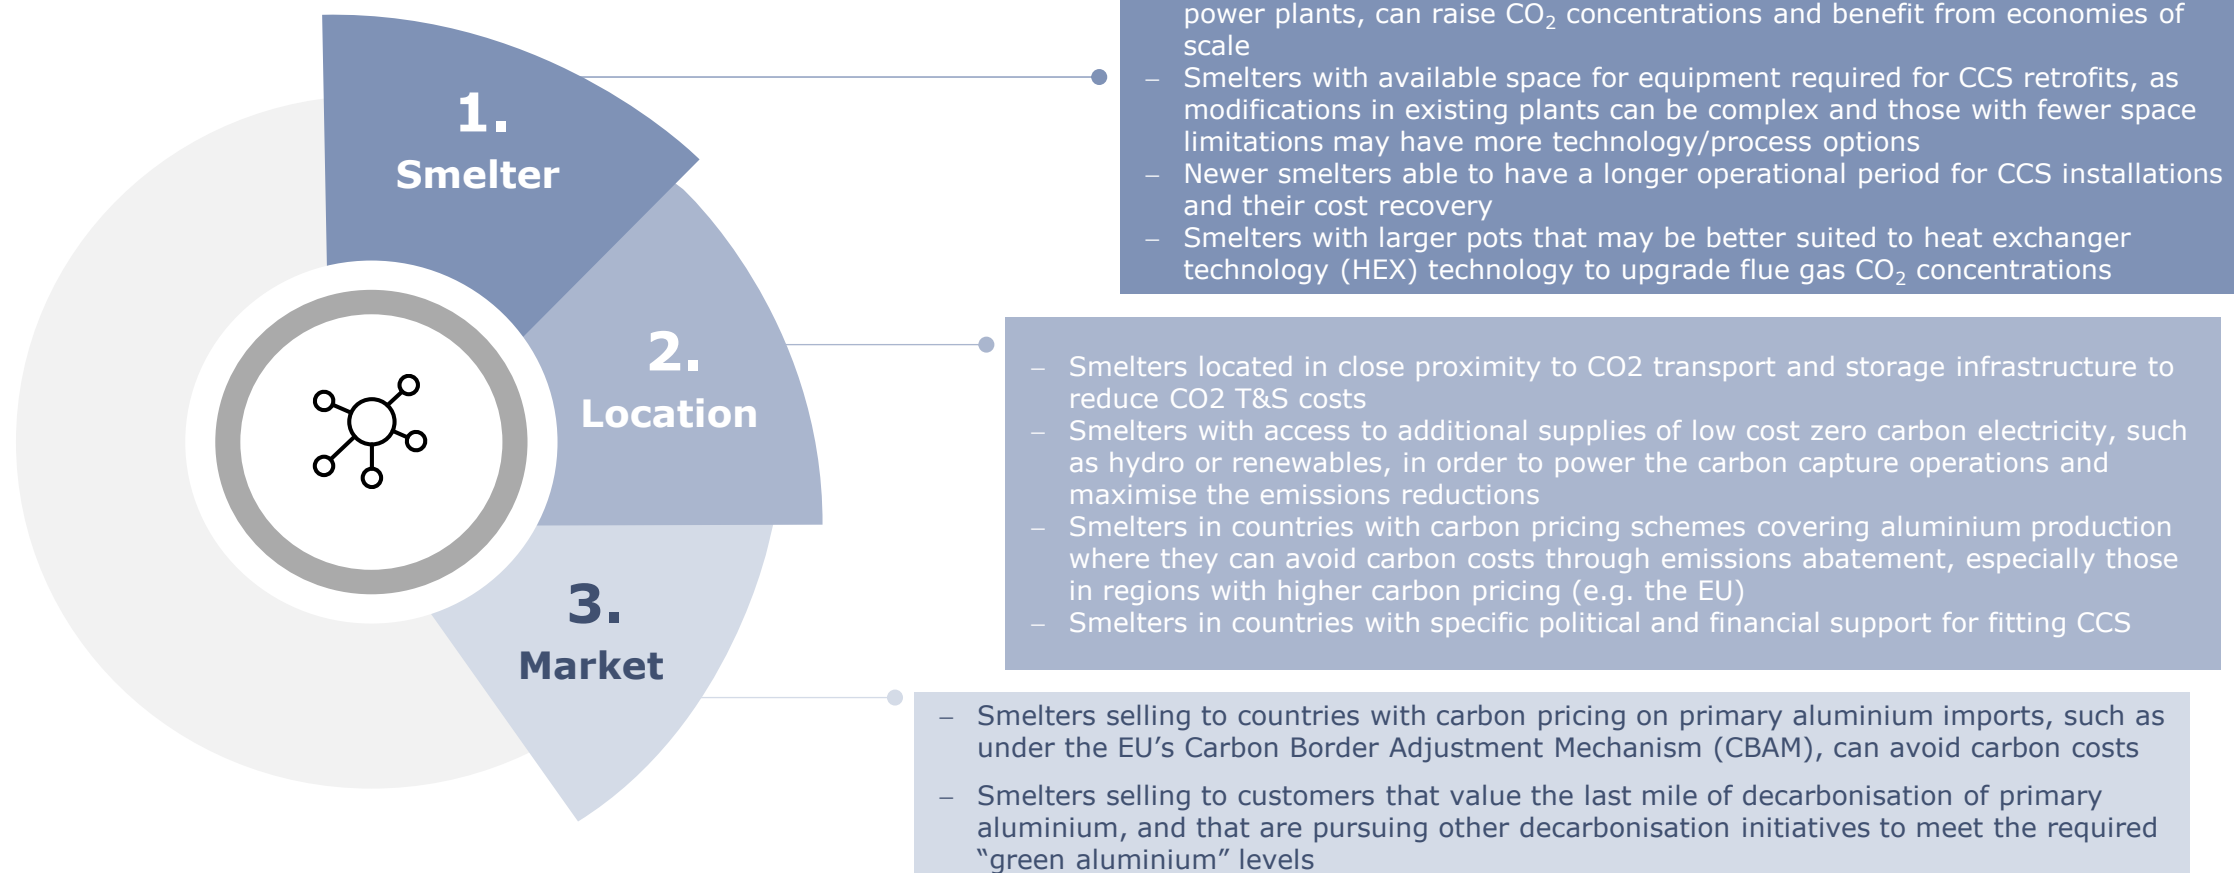 1.
Smelter
power plants, can raise CO₂ concentrations and benefit from economies of
scale
– Smelters with available space for equipment required for CCS retrofits, as
modifications in existing plants can be complex and those with fewer space
limitations may have more technology/process options
– Newer smelters able to have a longer operational period for CCS installations
and their cost recovery
– Smelters with larger pots that may be better suited to heat exchanger
technology (HEX) technology to upgrade flue gas CO₂ concentrations
2.
Location
– Smelters located in close proximity to CO2 transport and storage infrastructure to
reduce CO2 T&S costs
– Smelters with access to additional supplies of low cost zero carbon electricity, such
as hydro or renewables, in order to power the carbon capture operations and
maximise the emissions reductions
– Smelters in countries with carbon pricing schemes covering aluminium production
where they can avoid carbon costs through emissions abatement, especially those
in regions with higher carbon pricing (e.g. the EU)
– Smelters in countries with specific political and financial support for fitting CCS
3.
Market
– Smelters selling to countries with carbon pricing on primary aluminium imports, such as
under the EU’s Carbon Border Adjustment Mechanism (CBAM), can avoid carbon costs
– Smelters selling to customers that value the last mile of decarbonisation of primary
aluminium, and that are pursuing other decarbonisation initiatives to meet the required
“green aluminium” levels